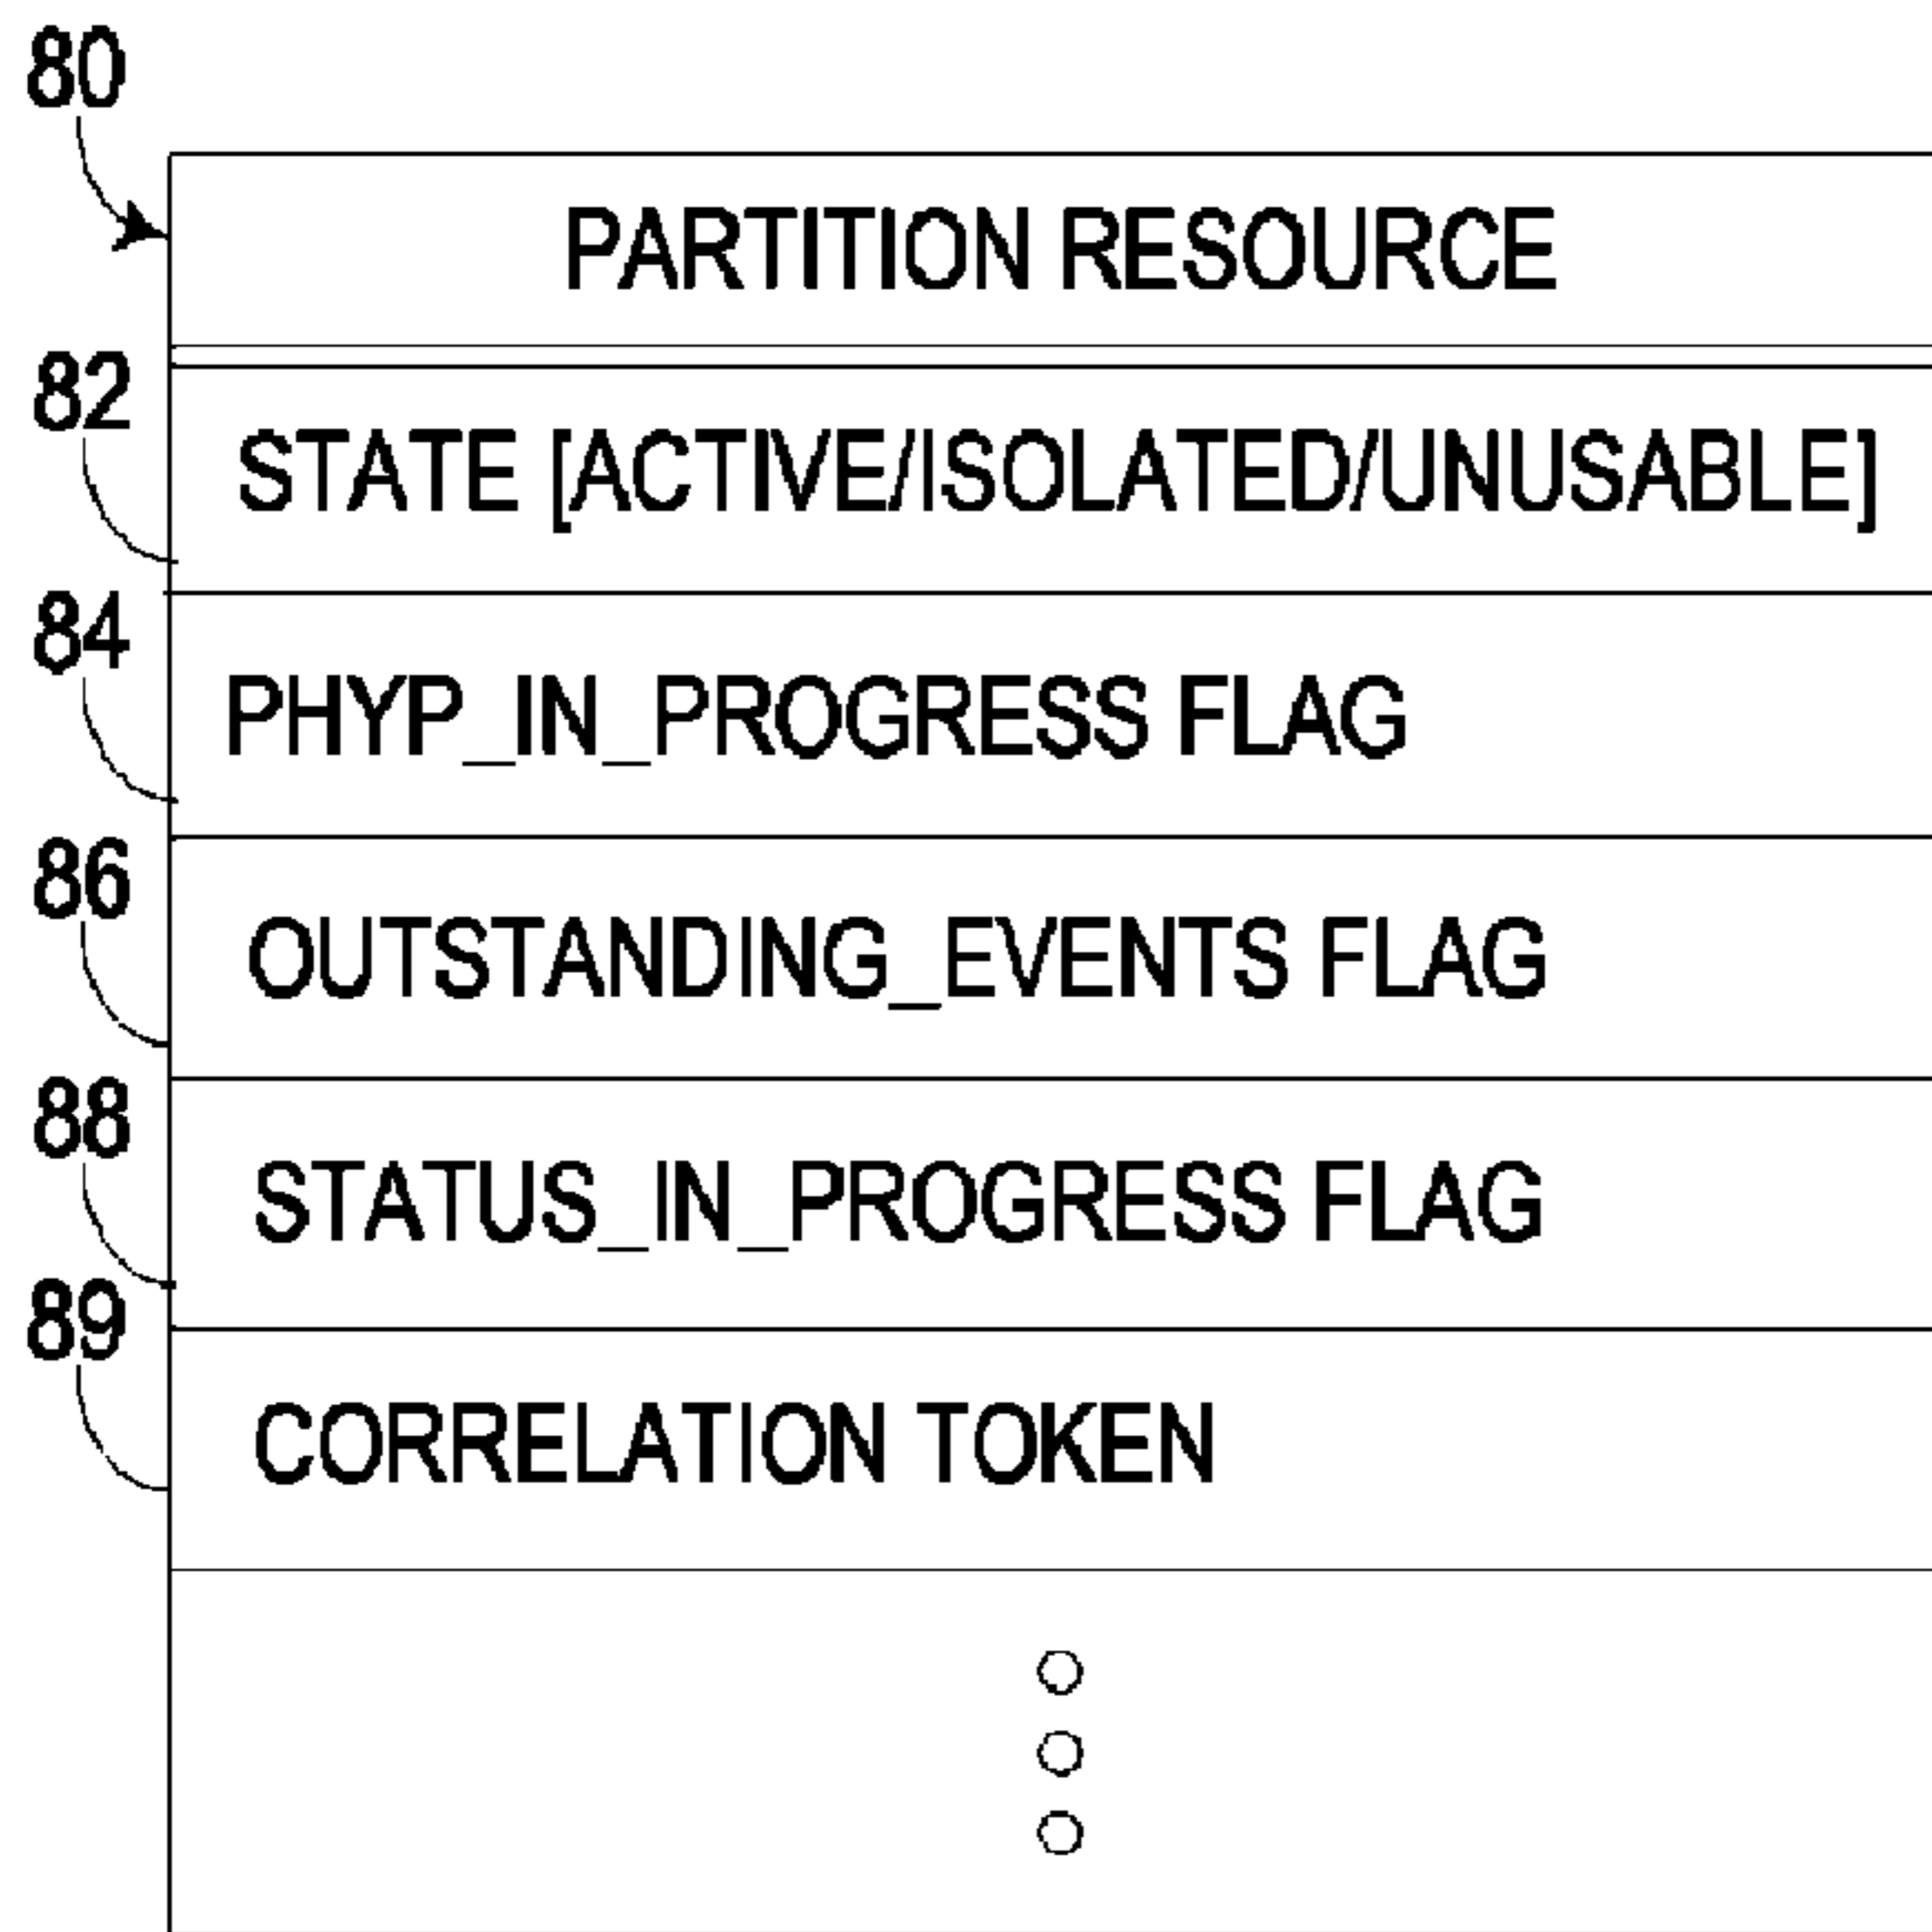 80
PARTITION RESOURCE
82
STATE [ACTIVE/ISOLATED/UNUSABLE]
84
PHYP_IN_PROGRESS FLAG
86
OUTSTANDING_EVENTS FLAG
88
STATUS_IN_PROGRESS FLAG
89
CORRELATION TOKEN